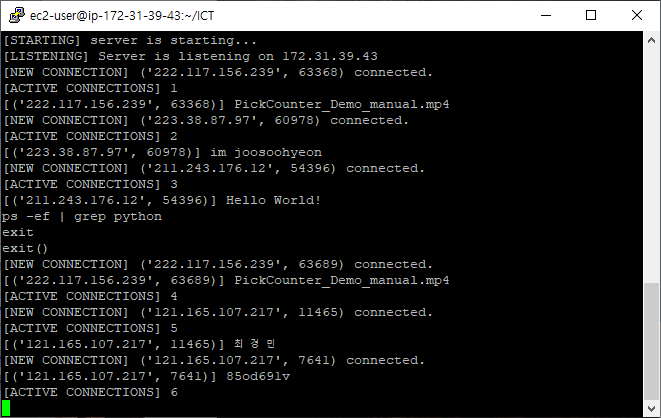 ec2-user@ip-172-31-39-43:~/ICT
[STARTING] server is starting...
[LISTENING] Server is listening on 172.31.39.43
[NEW CONNECTION] ('222.117.156.239', 63368) connected.
[ACTIVE CONNECTIONS] 1
[('222.117.156.239', 63368)] PickCounter_Demo_manual.mp4
[NEW CONNECTION] ('223.38.87.97', 60978) connected.
[ACTIVE CONNECTIONS] 2
[('223.38.87.97', 60978)] im joosoohyeon
[NEW CONNECTION] ('211.243.176.12', 54396) connected.
[ACTIVE CONNECTIONS] 3
[('211.243.176.12', 54396)] Hello World!
ps -ef | grep python
exit
exit()
[NEW CONNECTION] ('222.117.156.239', 63689) connected.
[('222.117.156.239', 63689)] PickCounter_Demo_manual.mp4
[ACTIVE CONNECTIONS] 4
[NEW CONNECTION] ('121.165.107.217', 11465) connected.
[ACTIVE CONNECTIONS] 5
[('121.165.107.217', 11465)] 최경민
[NEW CONNECTION] ('121.165.107.217', 7641) connected.
[('121.165.107.217', 7641)] 85od69lv
[ACTIVE CONNECTIONS] 6